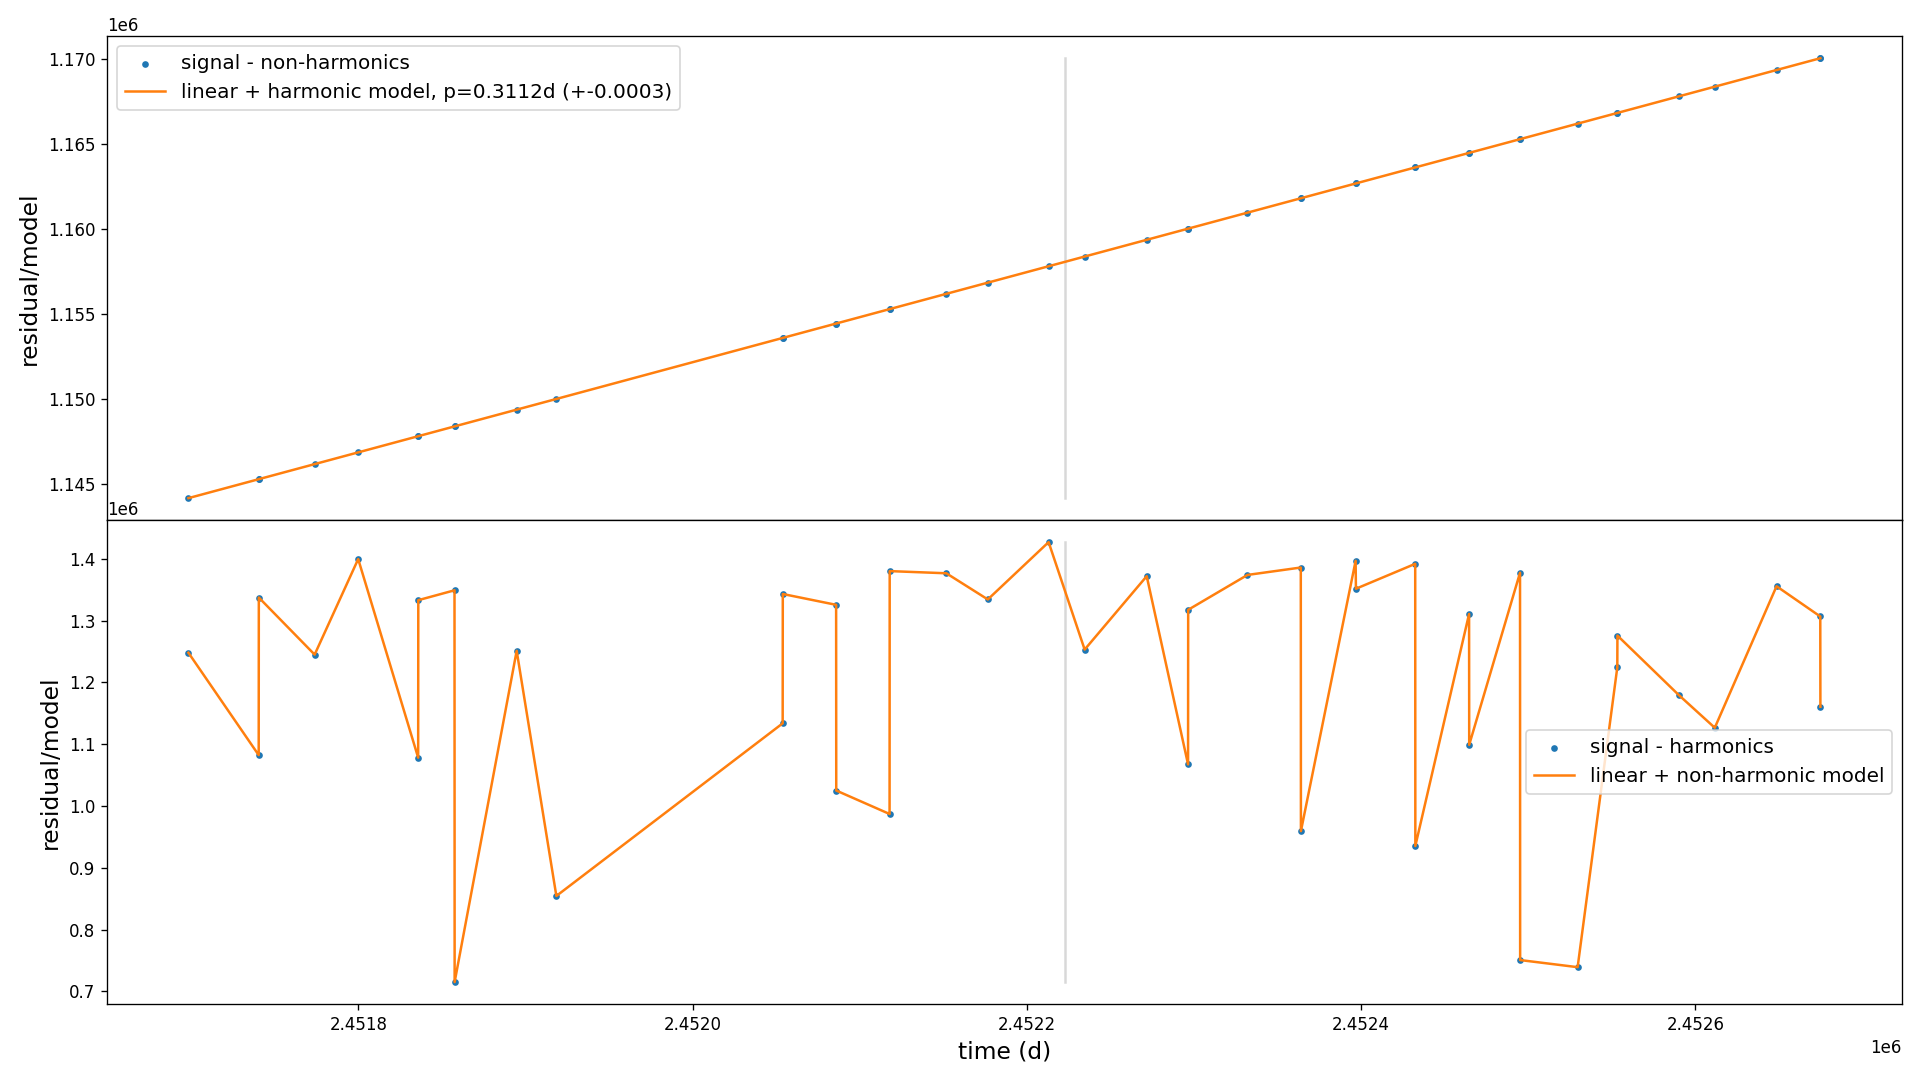 1e6
1.170
1.165
1.160
1.155
1.150
1.145
residual/model
signal - non-harmonics
linear + harmonic model, p=0.3112d (+-0.0003)
1e6
1.4
1.3
1.2
1.1
1.0
0.9
0.8
0.7
residual/model
signal - harmonics
linear + non-harmonic model
2.4518
2.4520
2.4522
2.4524
2.4526
1e6
time (d)